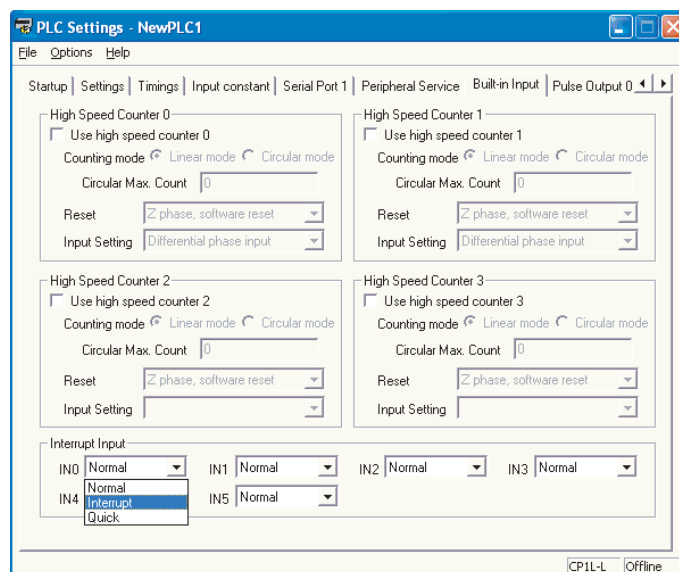 PLC Settings - NewPLC1
File Options Help
Startup Settings Timings Input constant Serial Port 1 Peripheral Service Built-in Input Pulse Output 0
High Speed Counter 0
Use high speed counter 0
Counting mode Linear mode Circular mode
Circular Max. Count 0
Reset Z phase, software reset
Input Setting Differential phase input
High Speed Counter 1
Use high speed counter 1
Counting mode Linear mode Circular mode
Circular Max. Count 0
Reset Z phase, software reset
Input Setting Differential phase input
High Speed Counter 2
Use high speed counter 2
Counting mode Linear mode Circular mode
Circular Max. Count 0
Reset Z phase, software reset
Input Setting
High Speed Counter 3
Use high speed counter 3
Counting mode Linear mode Circular mode
Circular Max. Count 0
Reset Z phase, software reset
Input Setting
Interrupt Input
IN0 Normal IN1 Normal IN2 Normal IN3 Normal
Normal
IN4 Interrupt IN5 Normal
Quick
CP1L-L Offline